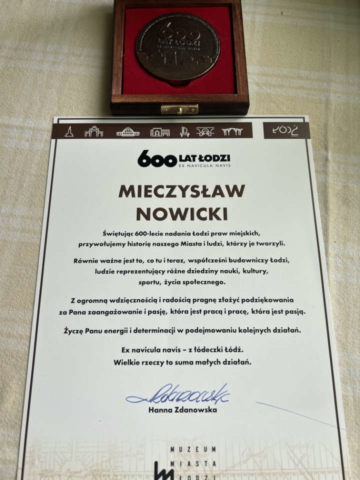 600
600 LAT ŁODZI
EX NAVICULA NAVIS
MIECZYSŁAW
NOWICKI
Świętując 600-lecie nadania Łodzi praw miejskich,
przywołujemy historię naszego Miasta i ludzi, którzy je tworzyli.
Równie ważne jest to, co tu i teraz, współcześni budowniczy Łodzi,
ludzie reprezentujący różne dziedziny nauki, kultury,
sportu, życia społecznego.
Z ogromną wdzięcznością i radością pragnę złożyć podziękowania
za Pana zaangażowanie i pasję, która jest pracą i pracę, która jest pasją.
Życzę Panu energii i determinacji w podejmowaniu kolejnych działań.
Ex navicula navis – z łódeczki Łódź.
Wielkie rzeczy to suma małych działań.
Hanna Zdanowska
MUZEUM
MIASTA
ŁODZI